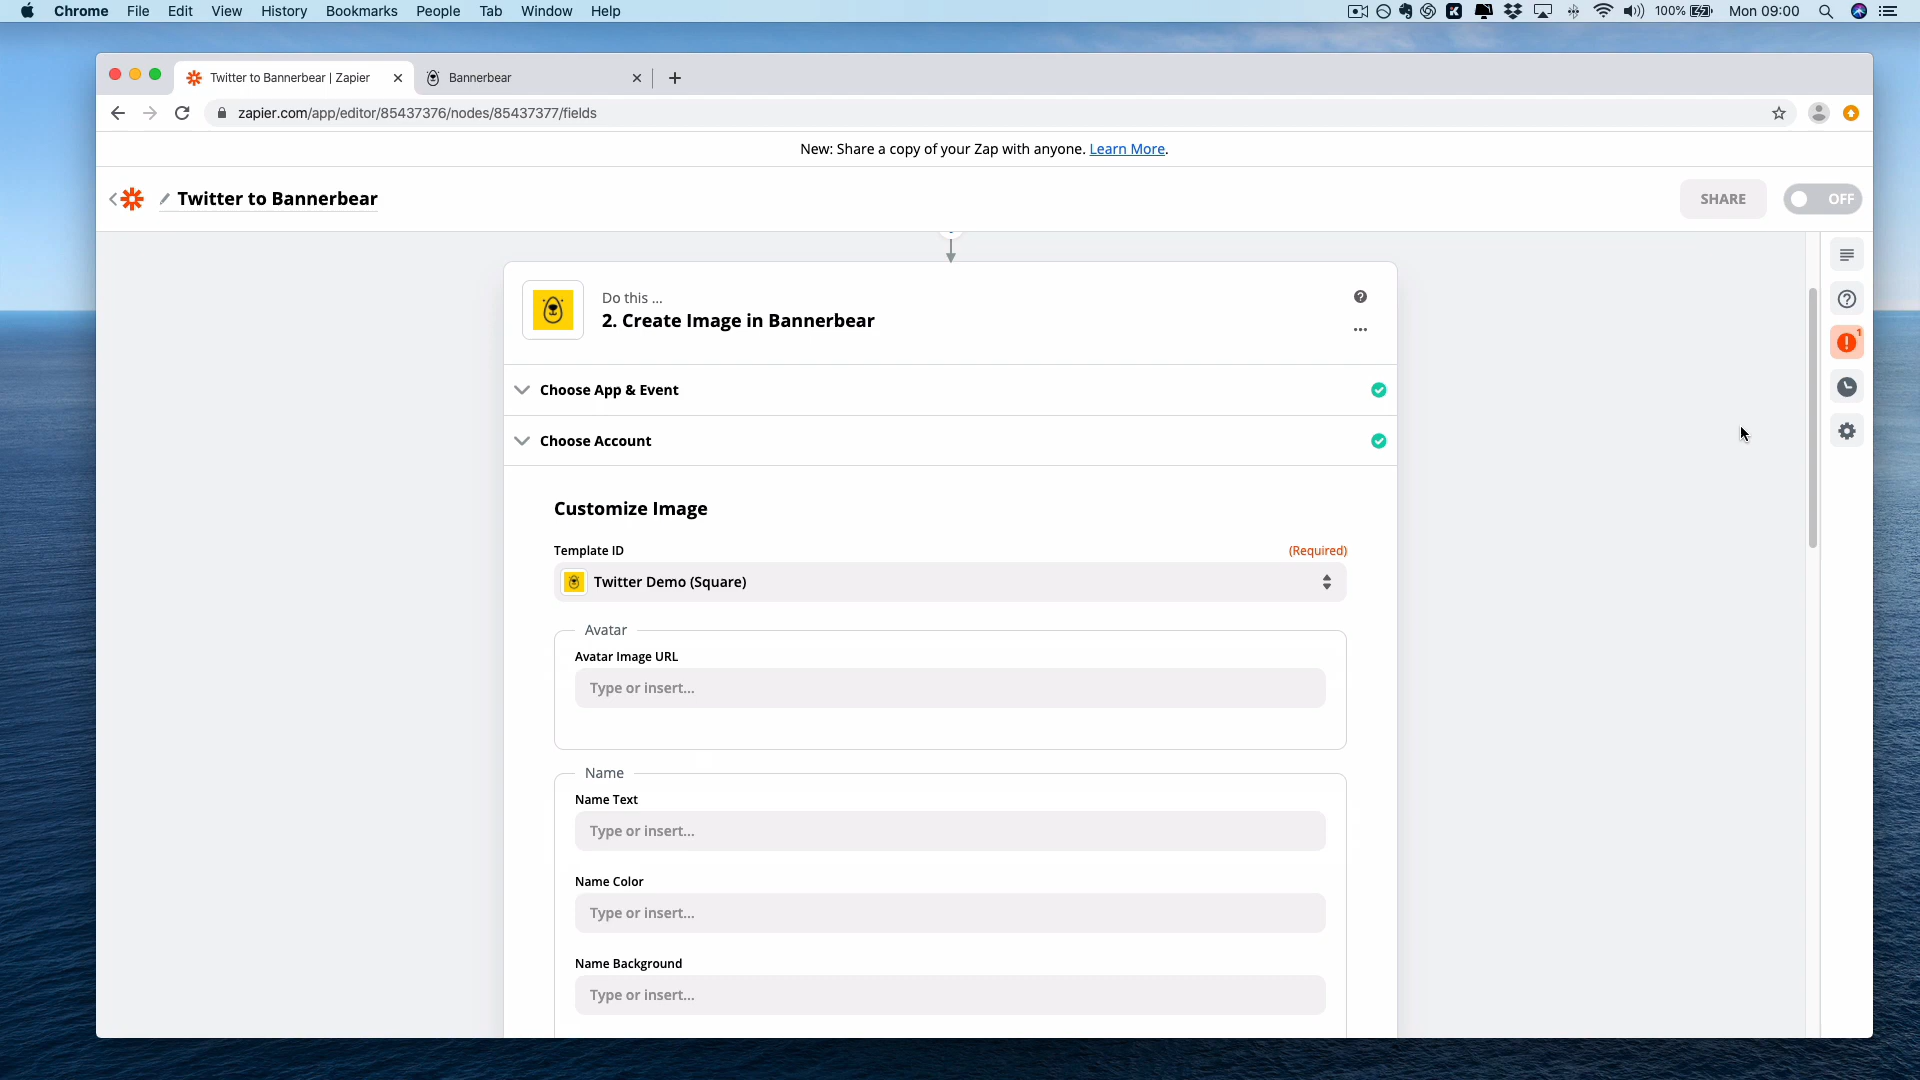 Chrome File Edit View History Bookmarks People Tab Window Help 100% Mon 09:00
Twitter to Bannerbear | Zapier Bannerbear
zapier.com/app/editor/85437376/nodes/85437377/fields
New: Share a copy of your Zap with anyone. Learn More.
Twitter to Bannerbear SHARE OFF
Do this ...
2. Create Image in Bannerbear
1
Choose App & Event
Choose Account
Customize Image
Template ID (Required)
Twitter Demo (Square)
Avatar
Avatar Image URL
Type or insert...
Name
Name Text
Type or insert...
Name Color
Type or insert...
Name Background
Type or insert...